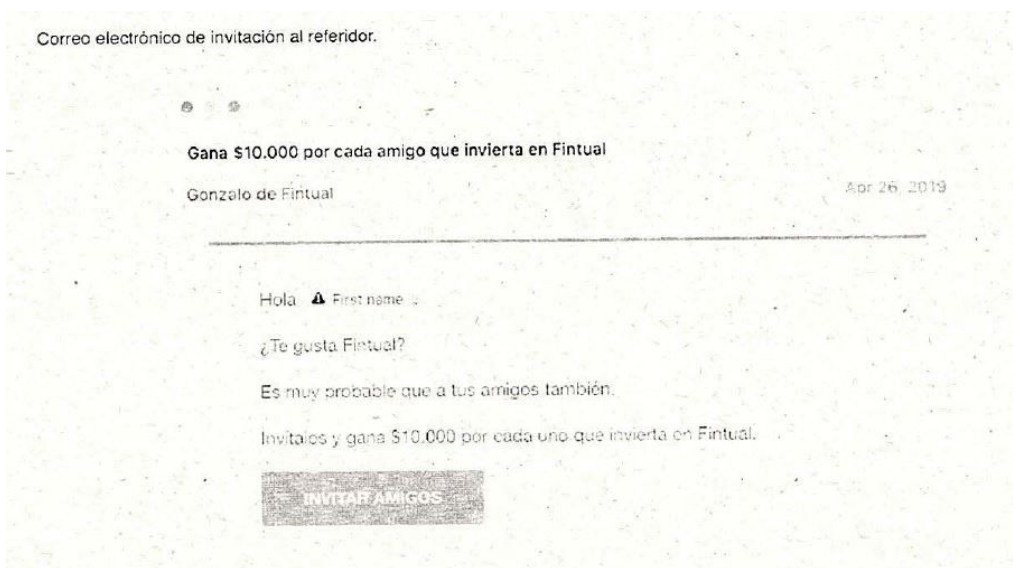 Correo electrónico de invitación al referidor.
Gana $10.000 por cada amigo que invierta en Fintual
Gonzalo de Fintual
Apr 26, 2019
Hola ⚠ First name
¿Te gusta Fintual?
Es muy probable que a tus amigos también.
Invítalos y gana $10.000 por cada uno que invierta en Fintual.
INVITAR AMIGOS